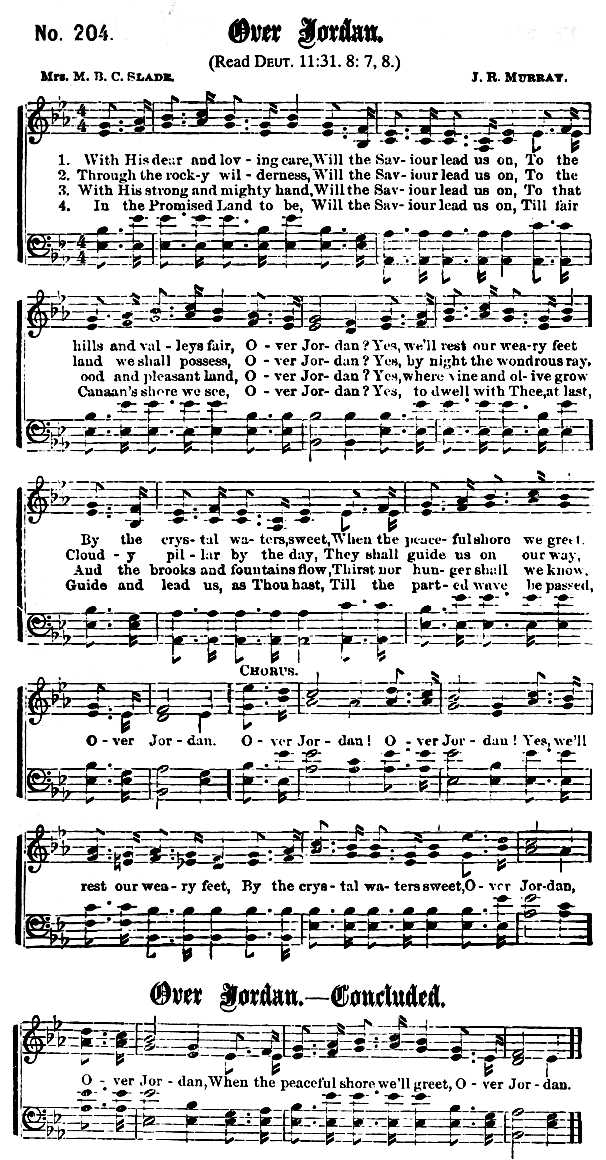 No. 204.
Over Jordan.
(Read DEUT. 11:31. 8: 7, 8.)
MRS. M. B. C. SLADE. J. R. MURRAY.
1. With His dear and lov - ing care, Will the Sav - iour lead us on, To the
2. Through the rock-y wil - derness, Will the Sav - iour lead us on, To the
3. With His strong and mighty hand, Will the Sav - iour lead us on, To that
4. In the Promised Land to be, Will the Sav - iour lead us on, Till fair
hills and val - leys fair, O - ver Jor- dan? Yes, we'll rest our wea-ry feet
land we shall possess, O - ver Jor- dan? Yes, by night the wondrous ray,
ood and pleasant land, O - ver Jor- dan? Yes, where vine and ol-ive grow
Canaan's shore we see, O - ver Jor- dan? Yes, to dwell with Thee, at last,
By the crys- tal wa- ters, sweet, When the peace- ful shore we greet.
Cloud - y pil - lar by the day, They shall guide us on our way,
And the brooks and fountains flow, Thirst nor hun- ger shall we know,
Guide and lead us, as Thou hast, Till the part- ed wave be passed,
CHORUS.
O - ver Jor - dan. O - ver Jor - dan! O - ver Jor - dan! Yes, we'll
rest our wea - ry feet, By the crys - tal wa- ters sweet, O - ver Jor-dan,
Over Jordan.—Concluded.
O - ver Jor - dan, When the peaceful shore we'll greet, O - ver Jor-dan.
4 4
4 4